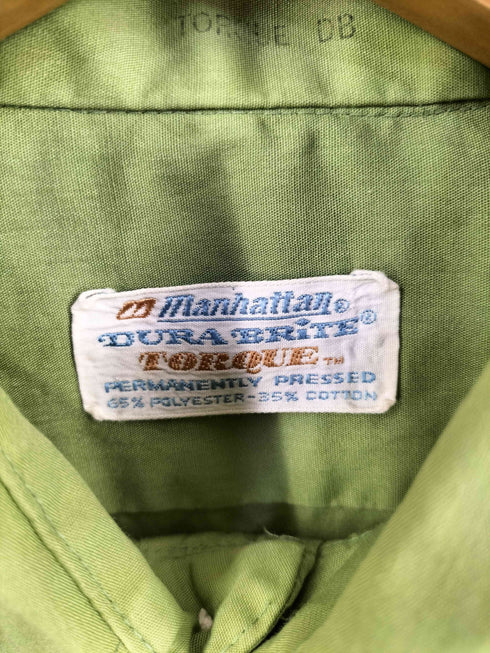 TORQUE DB
Manhattan®
DURA-BRITE®
TORQUE™
PERMANENTLY PRESSED
65% POLYESTER-35% COTTON